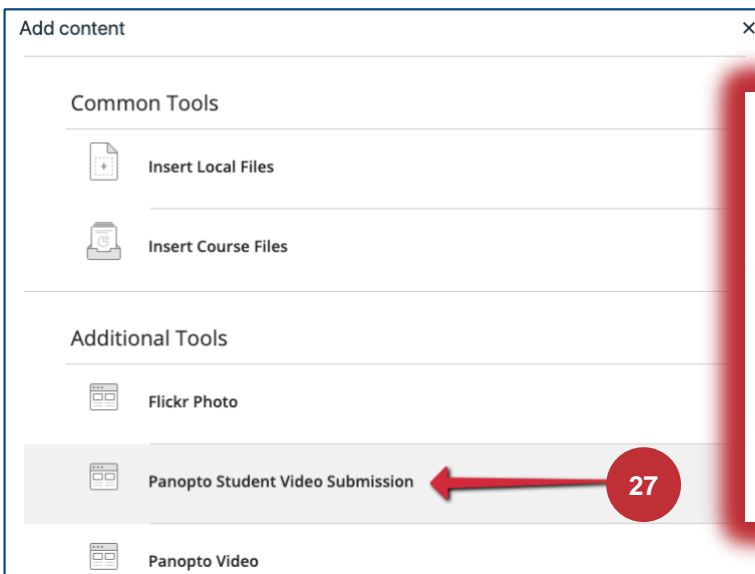 Add content ×
Common Tools
Insert Local Files
Insert Course Files
Additional Tools
Flickr Photo
Panopto Student Video Submission
27
Panopto Video